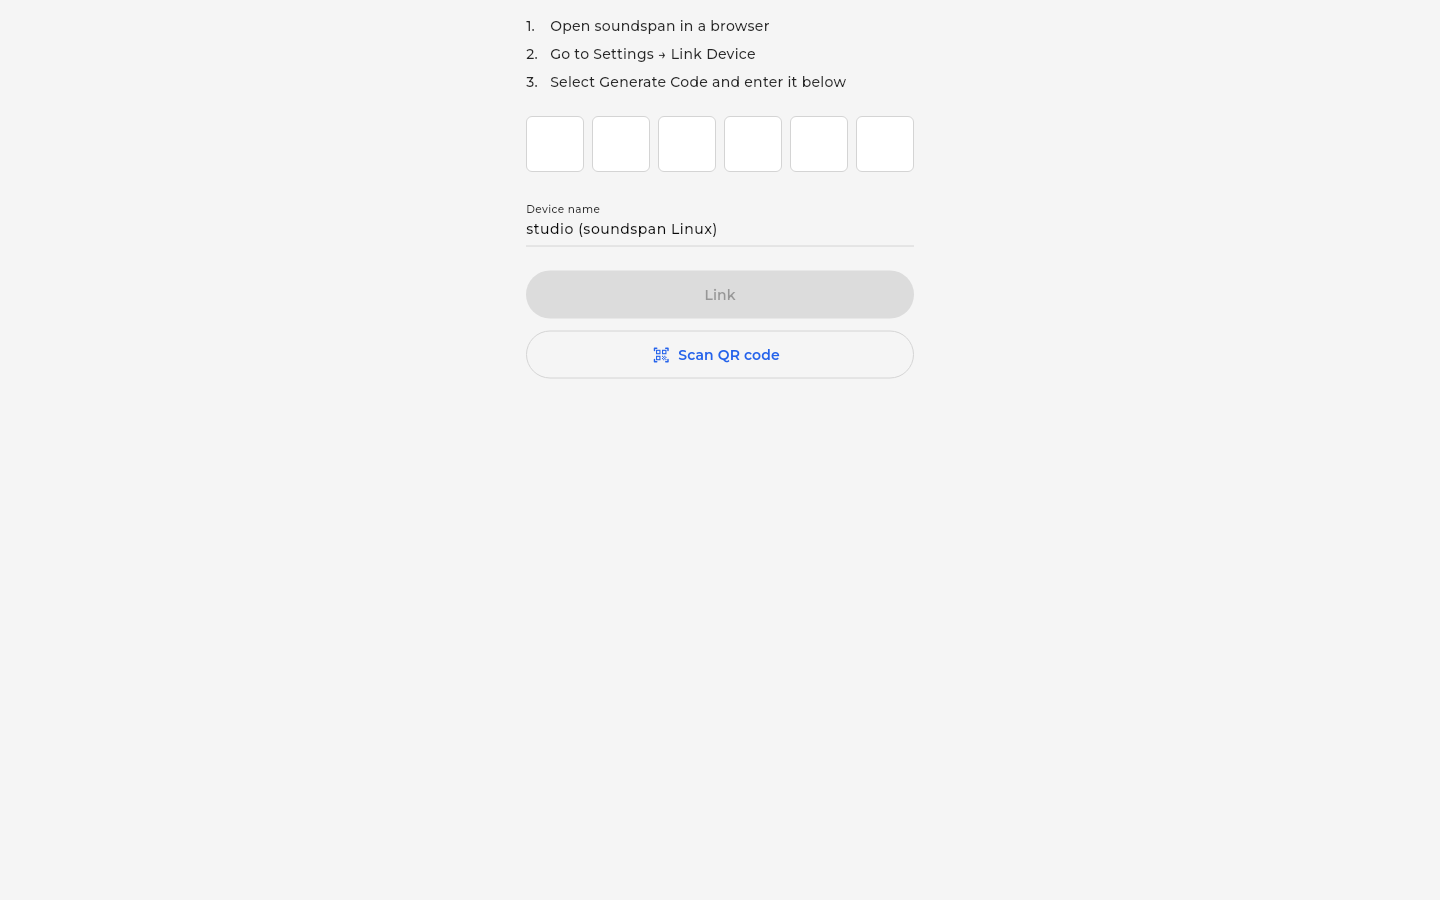 1. Open soundspan in a browser
2. Go to Settings → Link Device
3. Select Generate Code and enter it below
Device name
studio (soundspan Linux)
Link
Scan QR code